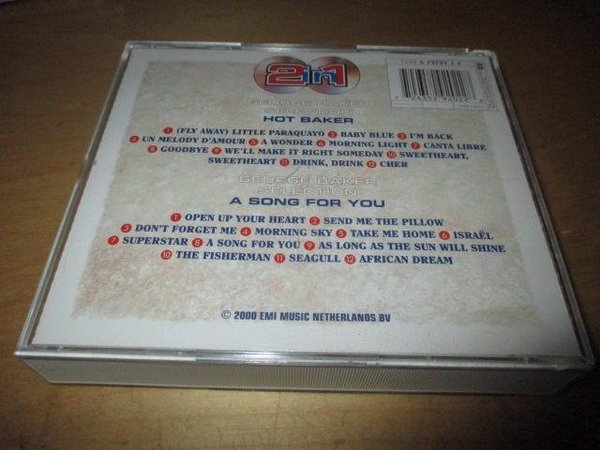 2in1
GEORGE BAKER
SELECTION
HOT BAKER
1 (FLY AWAY) LITTLE PARAQUAYO 2 BABY BLUE 3 I'M BACK
4 UN MELODY D'AMOUR 5 A WONDER 6 MORNING LIGHT 7 CANTA LIBRE
8 GOODBYE 9 WE'LL MAKE IT RIGHT SOMEDAY 10 SWEETHEART,
SWEETHEART 11 DRINK, DRINK 12 CHER
GEORGE BAKER
SELECTION
A SONG FOR YOU
1 OPEN UP YOUR HEART 2 SEND ME THE PILLOW
3 DON'T FORGET ME 4 MORNING SKY 5 TAKE ME HOME 6 ISRAËL
7 SUPERSTAR 8 A SONG FOR YOU 9 AS LONG AS THE SUN WILL SHINE
10 THE FISHERMAN 11 SEAGULL 12 AFRICAN DREAM
© 2000 EMI MUSIC NETHERLANDS BV